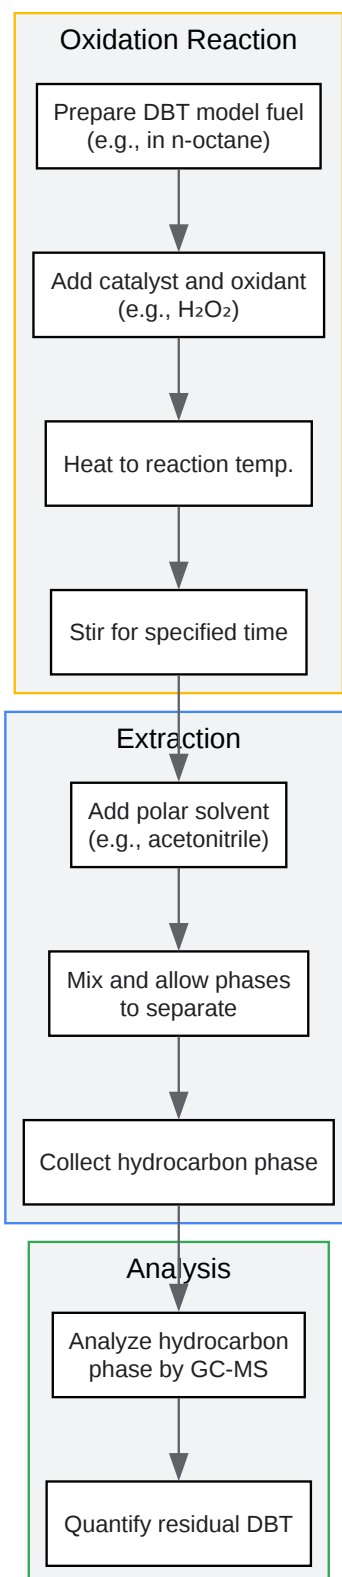 Oxidation Reaction
Prepare DBT model fuel
(e.g., in n-octane)
Add catalyst and oxidant
(e.g., H₂O₂)
Heat to reaction temp.
Stir for specified time
Extraction
Add polar solvent
(e.g., acetonitrile)
Mix and allow phases
to separate
Collect hydrocarbon phase
Analysis
Analyze hydrocarbon
phase by GC-MS
Quantify residual DBT